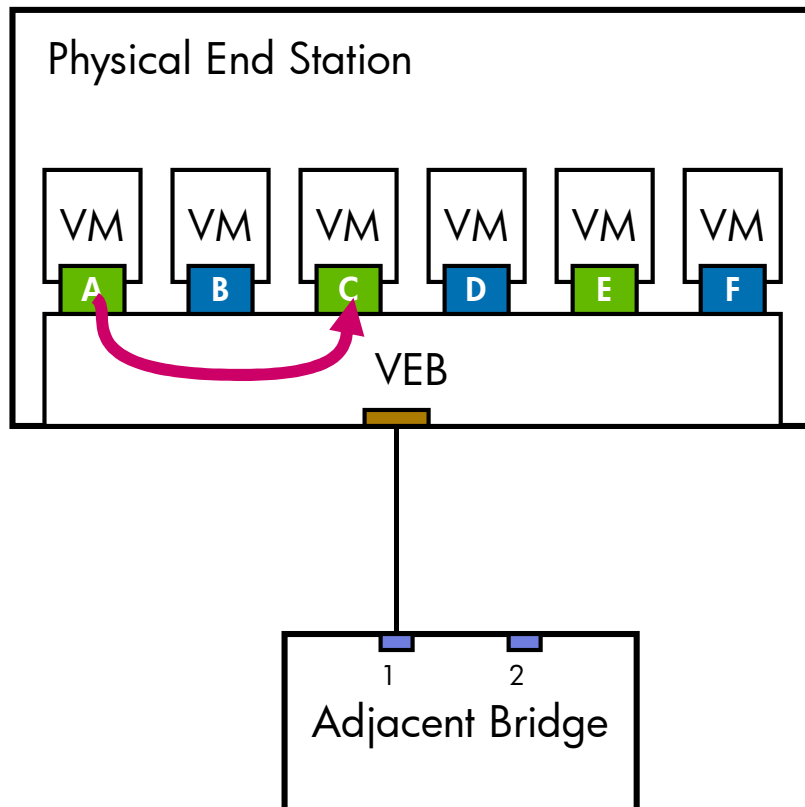 Physical End Station
VM VM VM VM VM VM
A B C D E F
VEB
1 2
Adjacent Bridge